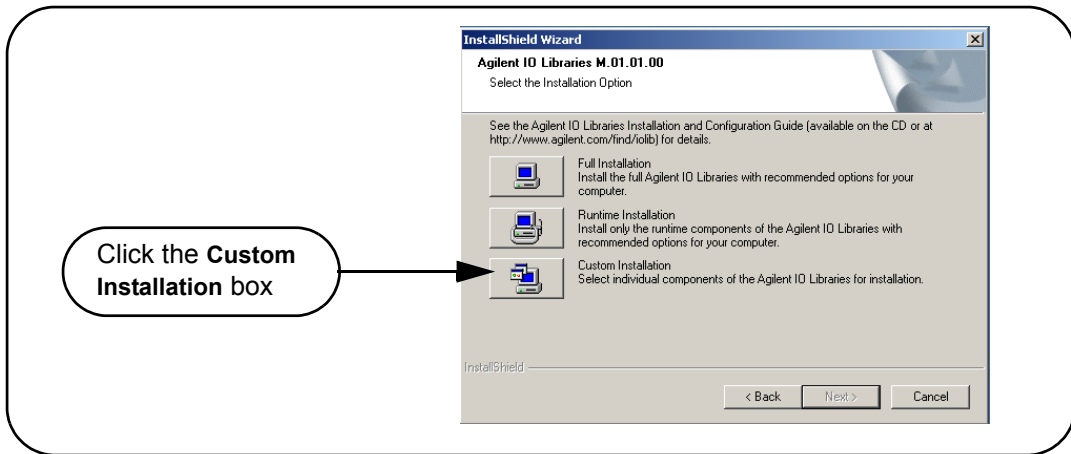 InstallShield Wizard
Agilent IO Libraries M.01.01.00
Select the Installation Option
See the Agilent IO Libraries Installation and Configuration Guide (available on the CD or at
http://www.agilent.com/find/iolib) for details.
Full Installation
Install the full Agilent IO Libraries with recommended options for your
computer.
Runtime Installation
Install only the runtime components of the Agilent IO Libraries with
recommended options for your computer.
Click the Custom
Installation box
Custom Installation
Select individual components of the Agilent IO Libraries for installation.
InstallShield
< Back Next > Cancel